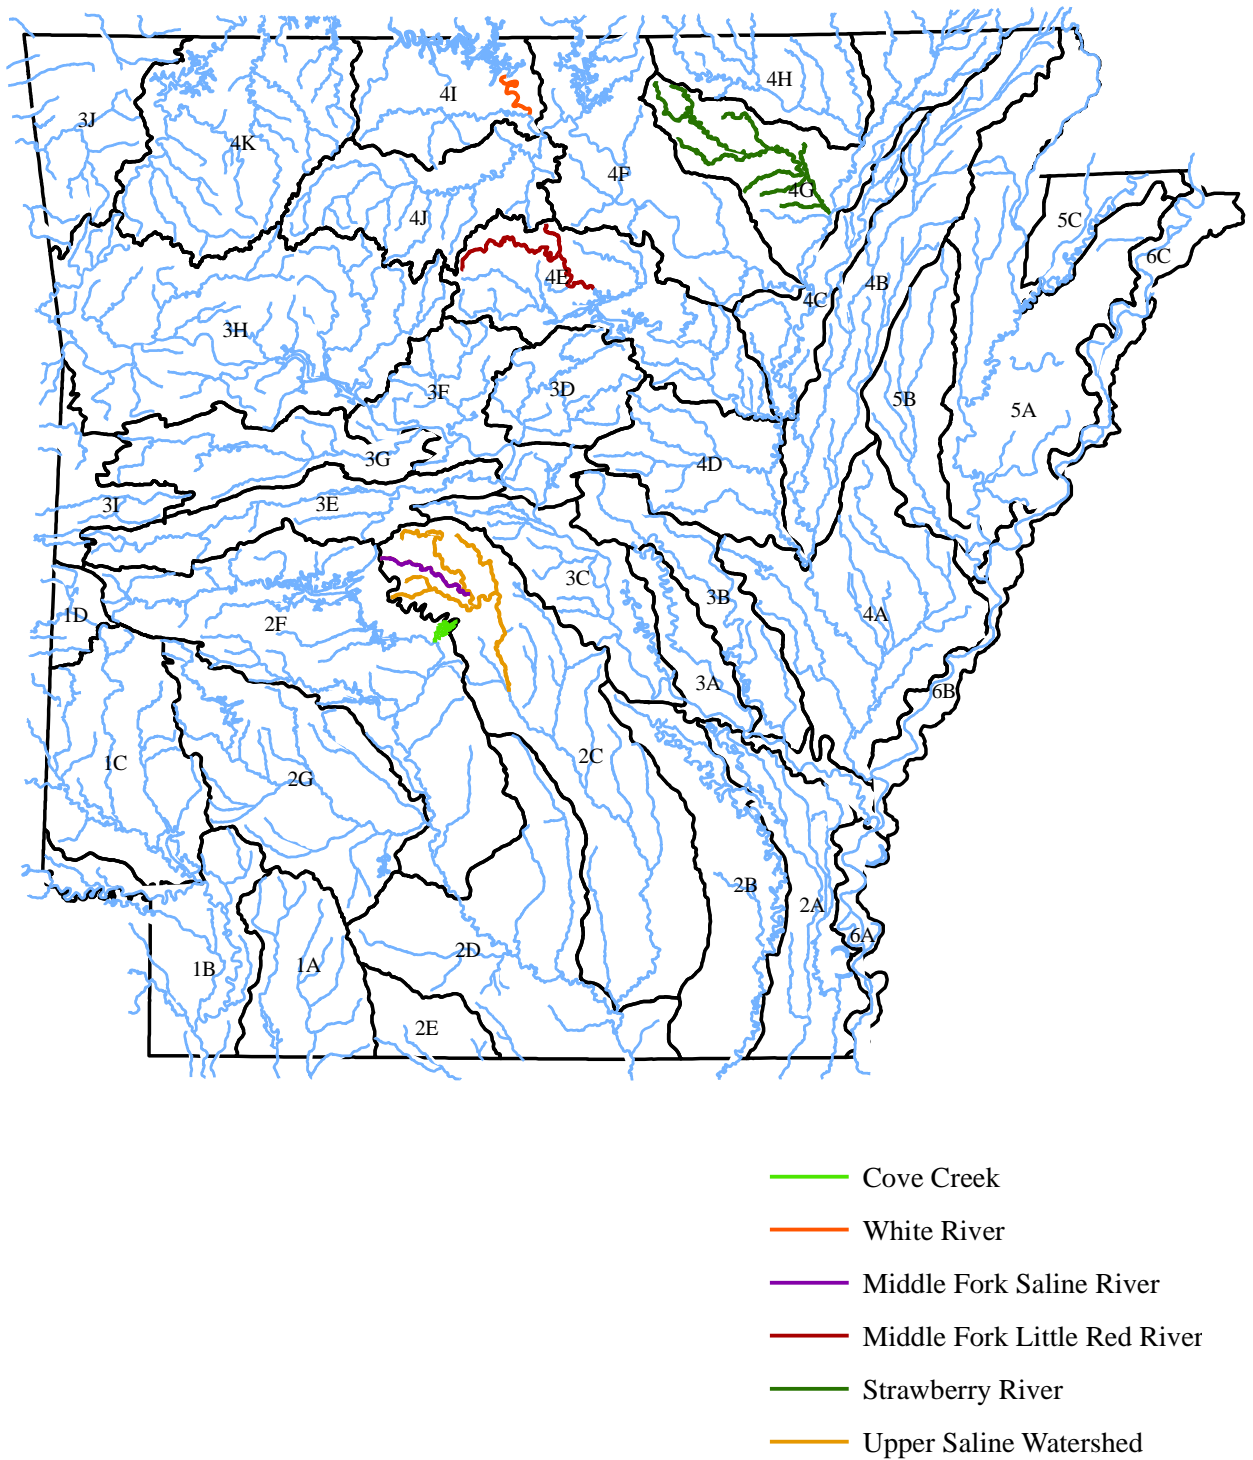 4H
4I
3J
4K
4F
4G
4J
5C
6C
4E
4B
4C
3H
3F
3D
5B
5A
3G
4D
3I
3E
3C
3B
1D
2F
4A
3A
6B
2C
1C
2G
2B
2A
6A
2D
1B
1A
2E
Cove Creek
White River
Middle Fork Saline River
Middle Fork Little Red River
Strawberry River
Upper Saline Watershed